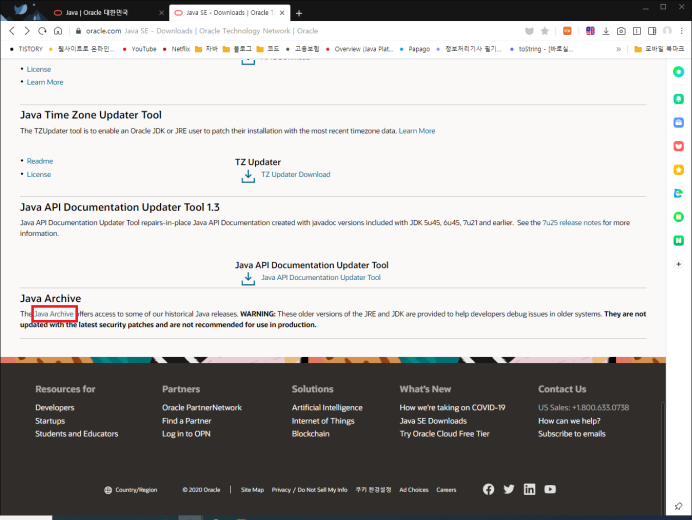 Java | Oracle 대한민국
Java SE - Downloads | Oracle T
oracle.com Java SE - Downloads | Oracle Technology Network | Oracle
TISTORY
웹사이트로 온라인...
YouTube
Netflix
자바
블로그
코드
고용보험
Overview (Java Plat...
Papago
정보처리기사 필기...
toString - [바로실...
»
모바일 북마크
License
Learn More
Java Time Zone Updater Tool
The TZUpdater tool is to enable an Oracle JDK or JRE user to patch their installation with the most recent timezone data. Learn More
Readme
License
TZ Updater
TZ Updater Download
Java API Documentation Updater Tool 1.3
Java API Documentation Updater Tool repairs-in-place Java API Documentation created with javadoc versions included with JDK 5u45, 6u45, 7u21 and earlier. See the 7u25 release notes for more
information.
Java API Documentation Updater Tool
Java API Documentation Updater Tool
Java Archive
The Java Archive offers access to some of our historical Java releases. WARNING: These older versions of the JRE and JDK are provided to help developers debug issues in older systems. They are not
updated with the latest security patches and are not recommended for use in production.
Resources for
Developers
Startups
Students and Educators
Partners
Oracle PartnerNetwork
Find a Partner
Log in to OPN
Solutions
Artificial Intelligence
Internet of Things
Blockchain
What's New
How we're taking on COVID-19
Java SE Downloads
Try Oracle Cloud Free Tier
Contact Us
US Sales: +1.800.633.0738
How can we help?
Subscribe to emails
Country/Region
© 2020 Oracle
Site Map
Privacy / Do Not Sell My Info
쿠키 환경설정
Ad Choices
Careers